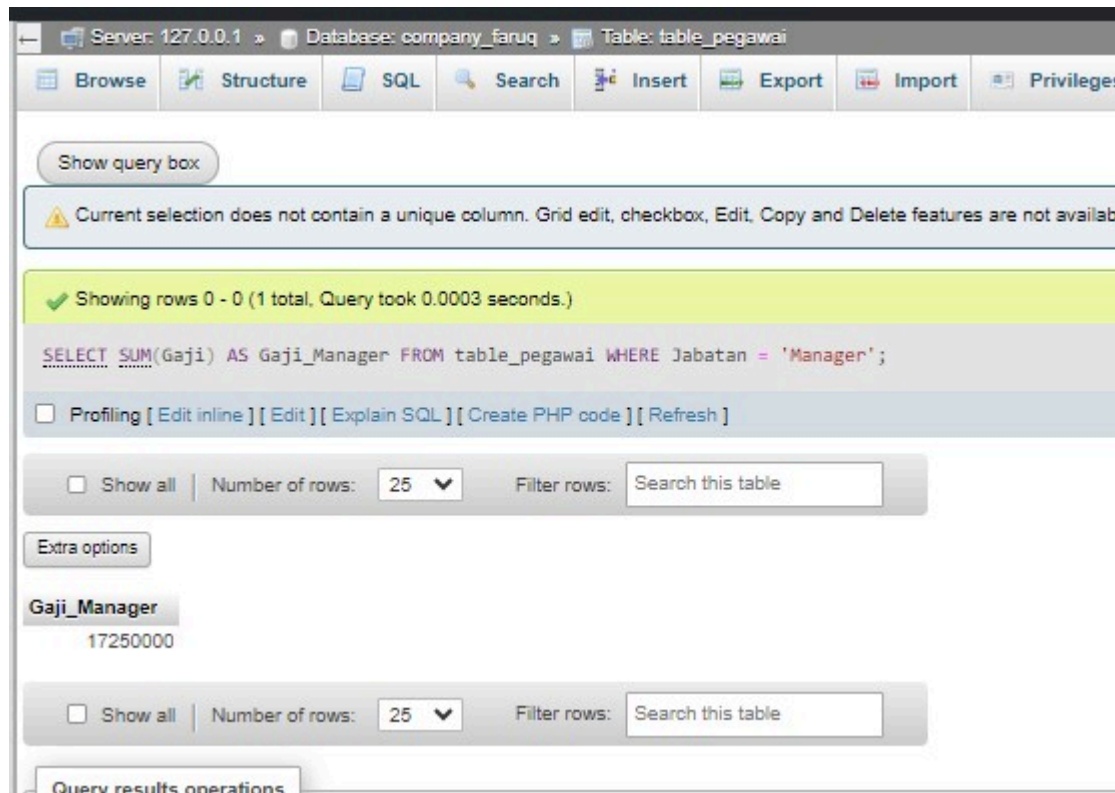 Server: 127.0.0.1 » Database: company_faruq » Table: table_pegawai
Browse Structure SQL Search Insert Export Import Privileges
Show query box
Current selection does not contain a unique column. Grid edit, checkbox, Edit, Copy and Delete features are not availab
Showing rows 0 - 0 (1 total, Query took 0.0003 seconds.)
SELECT SUM(Gaji) AS Gaji_Manager FROM table_pegawai WHERE Jabatan = 'Manager';
Profiling [ Edit inline ] [ Edit ] [ Explain SQL ] [ Create PHP code ] [ Refresh ]
Show all | Number of rows: 25 Filter rows: Search this table
Extra options
Gaji_Manager
17250000
Show all | Number of rows: 25 Filter rows: Search this table
Query results operations